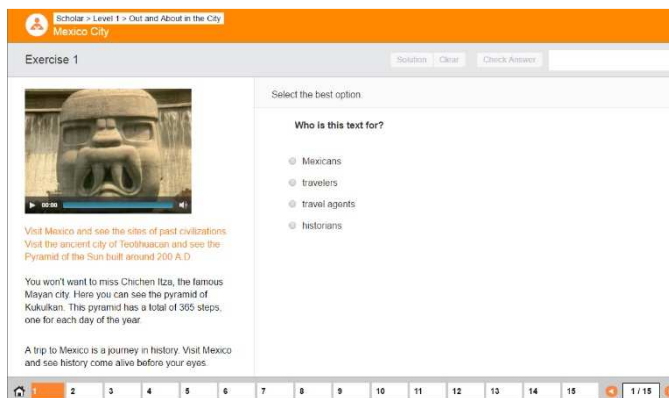 Scholar > Level 1 > Out and About in the City
Mexico City
Exercise 1
Solution
Clear
Check Answer
Select the best option
Who is this text for?
Mexicans
travelers
travel agents
historians
00:00
Visit Mexico and see the sites of past civilizations
Visit the ancient city of Teotihuacan and see the
Pyramid of the Sun built around 200 A.D
You won't want to miss Chichen Itza, the famous
Mayan city. Here you can see the pyramid of
Kukulkan. This pyramid has a total of 365 steps,
one for each day of the year.
A trip to Mexico is a journey in history. Visit Mexico
and see history come alive before your eyes.
1 2 3 4 5 6 7 8 9 10 11 12 13 14 15 1 / 15